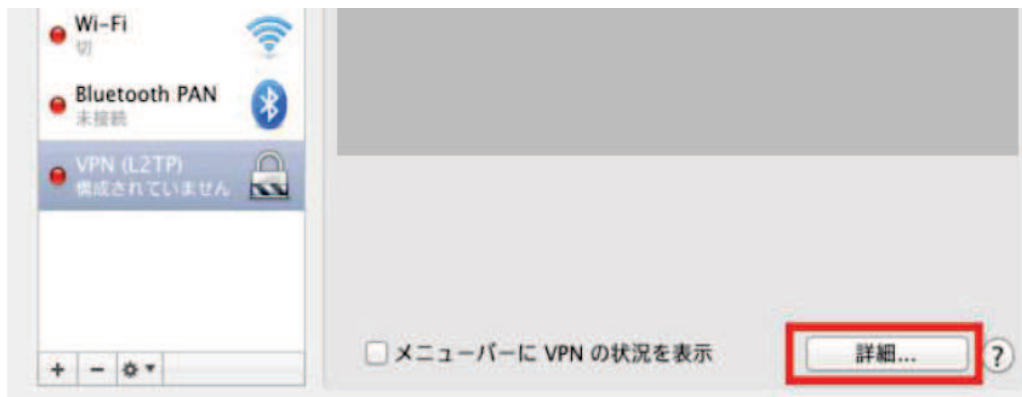 Wi-Fi
切
Bluetooth PAN
未接続
VPN (L2TP)
構成されていません
メニューバーに VPN の状況を表示
詳細...
?
+ -